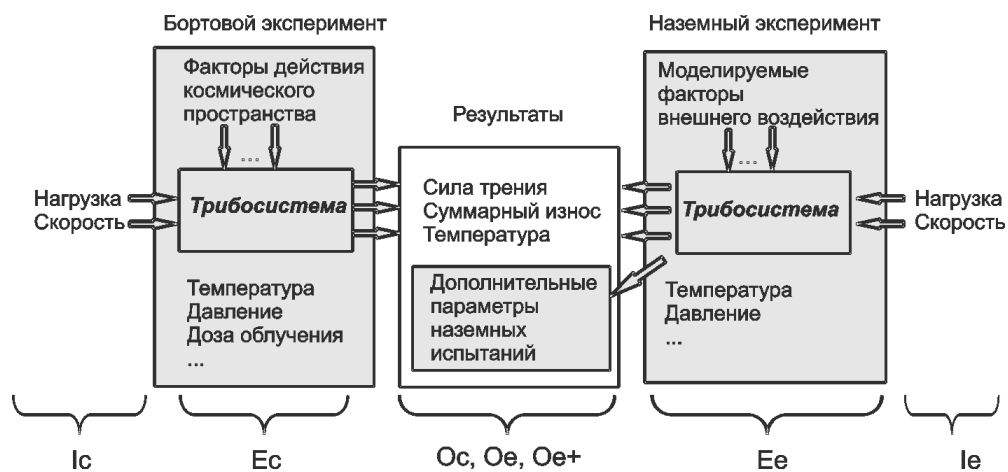 Бортовой эксперимент
Наземный эксперимент
Факторы действия
космического
пространства
...
Трибосистема
Нагрузка
Скорость
Температура
Давление
Доза облучения
...
Результаты
Сила трения
Суммарный износ
Температура
Дополнительные
параметры
наземных
испытаний
Моделируемые
факторы
внешнего воздействия
...
Трибосистема
Нагрузка
Скорость
Температура
Давление
...
Ic
Ec
Oc, Oe, Oe+
Ee
Ie